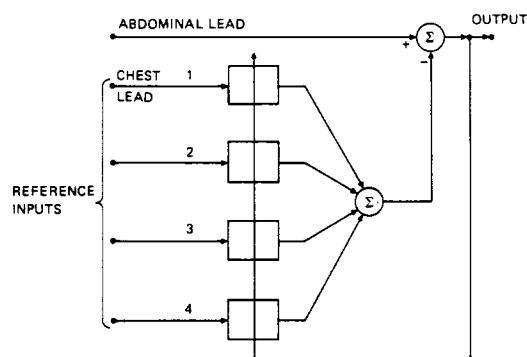 ABDOMINAL LEAD
OUTPUT
Σ
+
−
CHEST LEAD
1
2
REFERENCE INPUTS
Σ
3
4